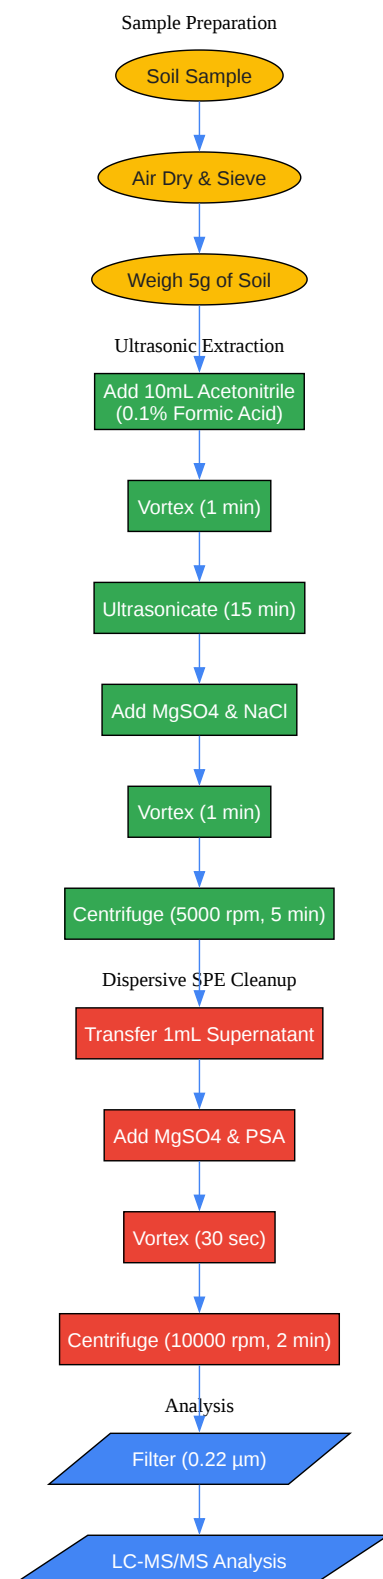 Sample Preparation
Soil Sample
Air Dry & Sieve
Weigh 5g of Soil
Ultrasonic Extraction
Add 10mL Acetonitrile
(0.1% Formic Acid)
Vortex (1 min)
Ultrasonicate (15 min)
Add MgSO4 & NaCl
Vortex (1 min)
Centrifuge (5000 rpm, 5 min)
Dispersive SPE Cleanup
Transfer 1mL Supernatant
Add MgSO4 & PSA
Vortex (30 sec)
Centrifuge (10000 rpm, 2 min)
Analysis
Filter (0.22 µm)
LC-MS/MS Analysis